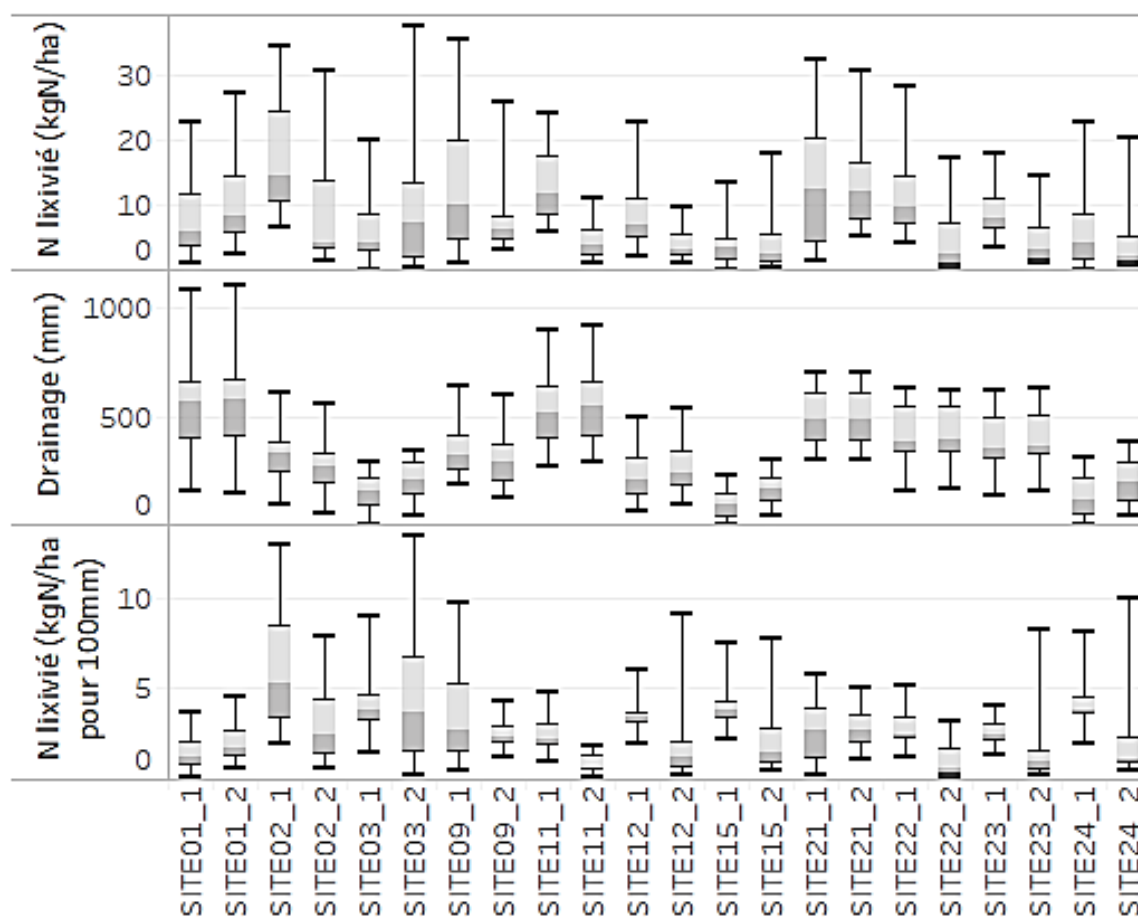 N lixivié (kgN/ha)
30
20
10
0
Drainage (mm)
1000
500
0
N lixivié (kgN/ha
pour 100mm)
10
5
0
SITE01_1
SITE01_2
SITE02_1
SITE02_2
SITE03_1
SITE03_2
SITE09_1
SITE09_2
SITE11_1
SITE11_2
SITE12_1
SITE12_2
SITE15_1
SITE15_2
SITE21_1
SITE21_2
SITE22_1
SITE22_2
SITE23_1
SITE23_2
SITE24_1
SITE24_2